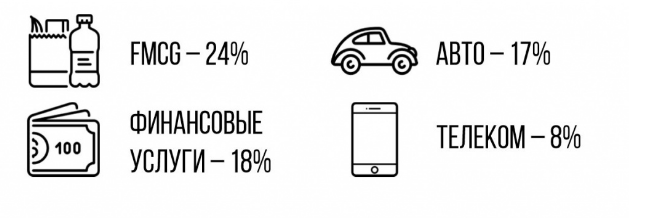 FMCG – 24%
АВТО – 17%
ФИНАНСОВЫЕ
УСЛУГИ – 18%
100
ТЕЛЕКОМ – 8%